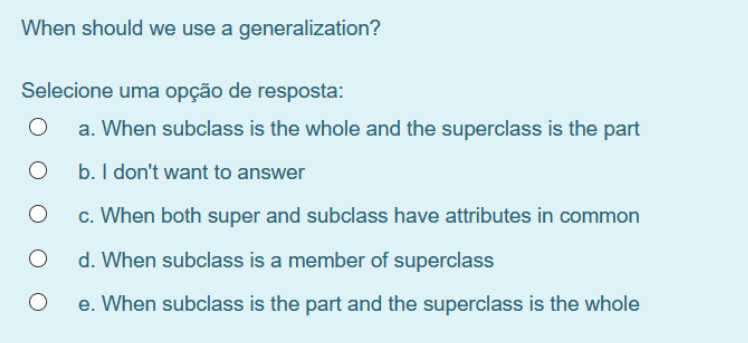 When should we use a generalization?
Selecione uma opção de resposta:
a. When subclass is the whole and the superclass is the part
b. I don't want to answer
c. When both super and subclass have attributes in common
d. When subclass is a member of superclass
e. When subclass is the part and the superclass is the whole